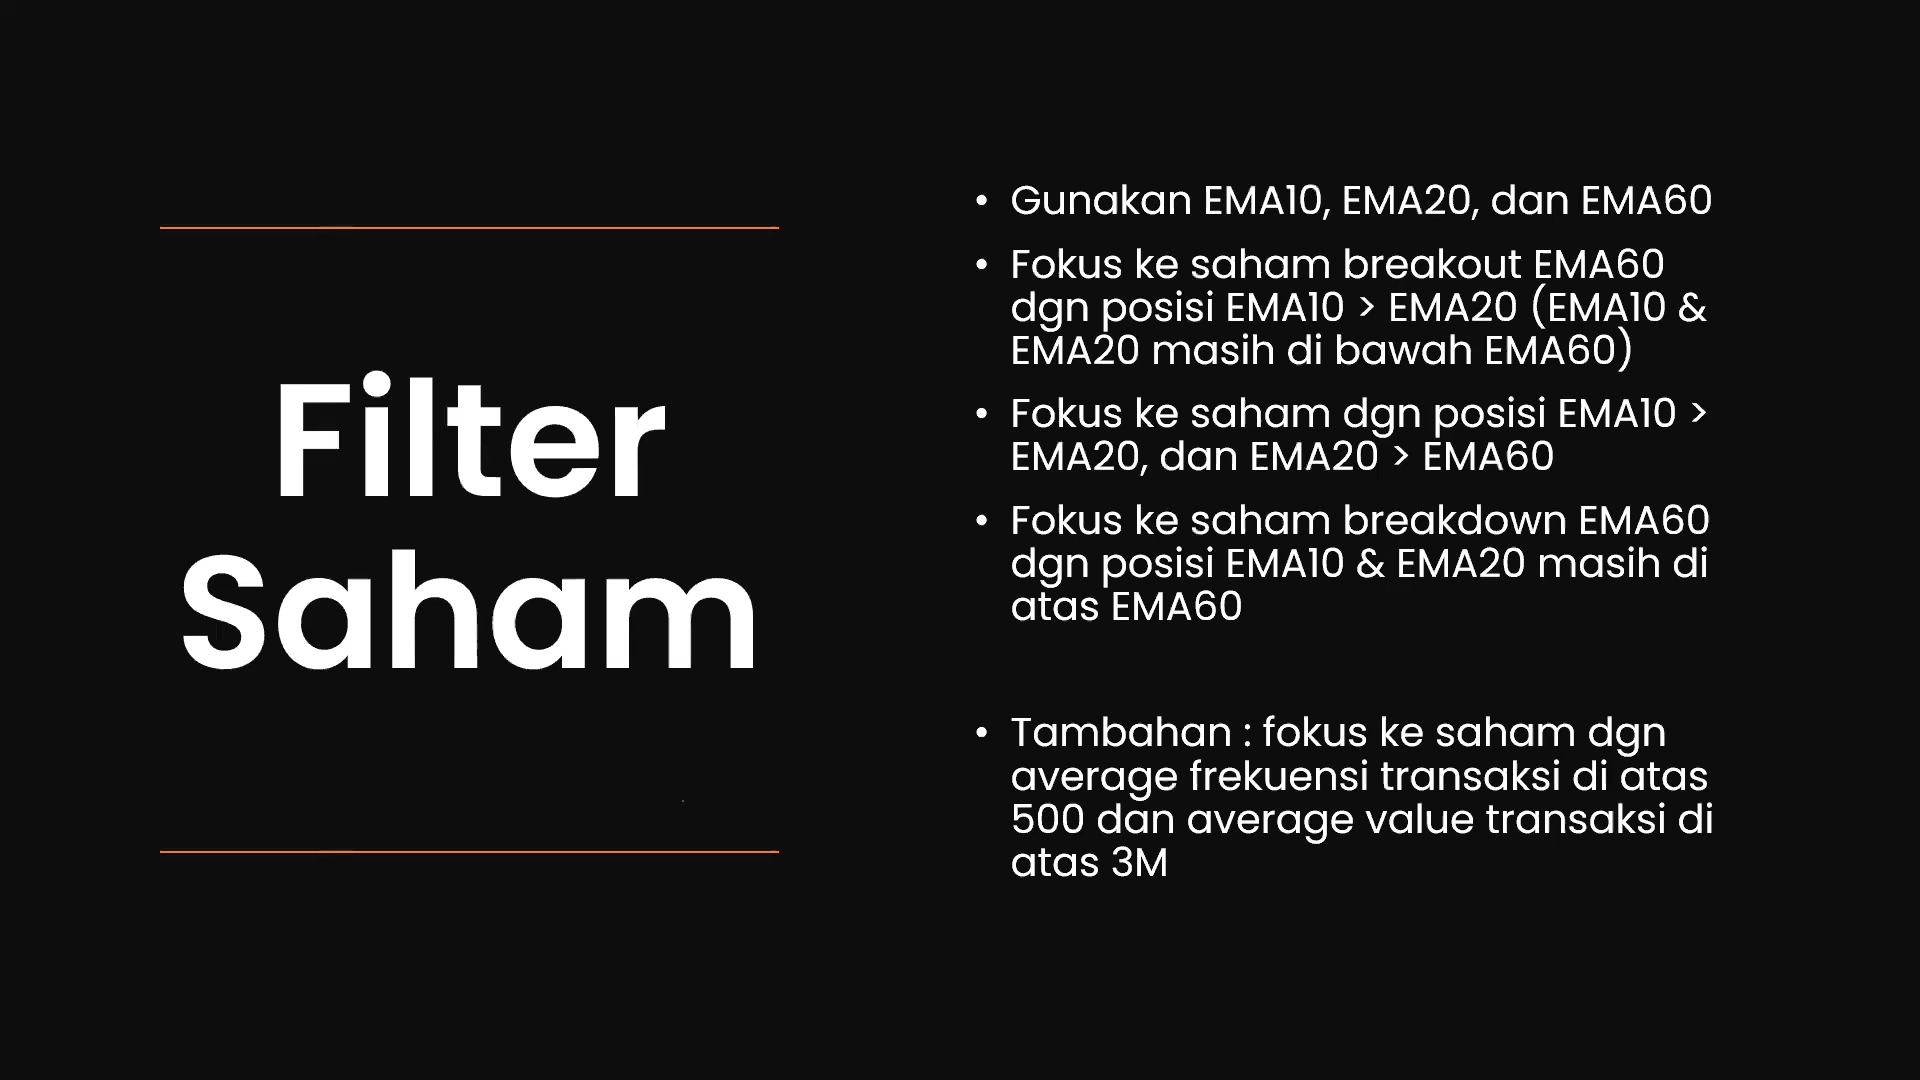 Filter
Saham
• Gunakan EMA10, EMA20, dan EMA60
• Fokus ke saham breakout EMA60
dgn posisi EMA10 > EMA20 (EMA10 &
EMA20 masih di bawah EMA60)
• Fokus ke saham dgn posisi EMA10 >
EMA20, dan EMA20 > EMA60
• Fokus ke saham breakdown EMA60
dgn posisi EMA10 & EMA20 masih di
atas EMA60
• Tambahan : fokus ke saham dgn
average frekuensi transaksi di atas
500 dan average value transaksi di
atas 3M